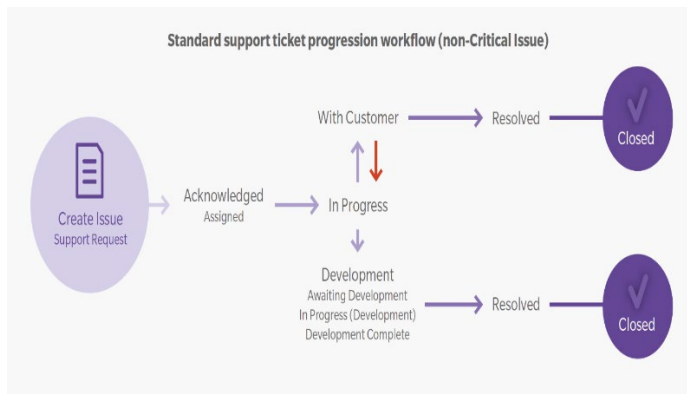 Standard support ticket progression workflow (non-Critical Issue)
With Customer
Resolved
Closed
Create Issue
Support Request
Acknowledged
Assigned
In Progress
Development
Awaiting Development
In Progress (Development)
Development Complete
Resolved
Closed